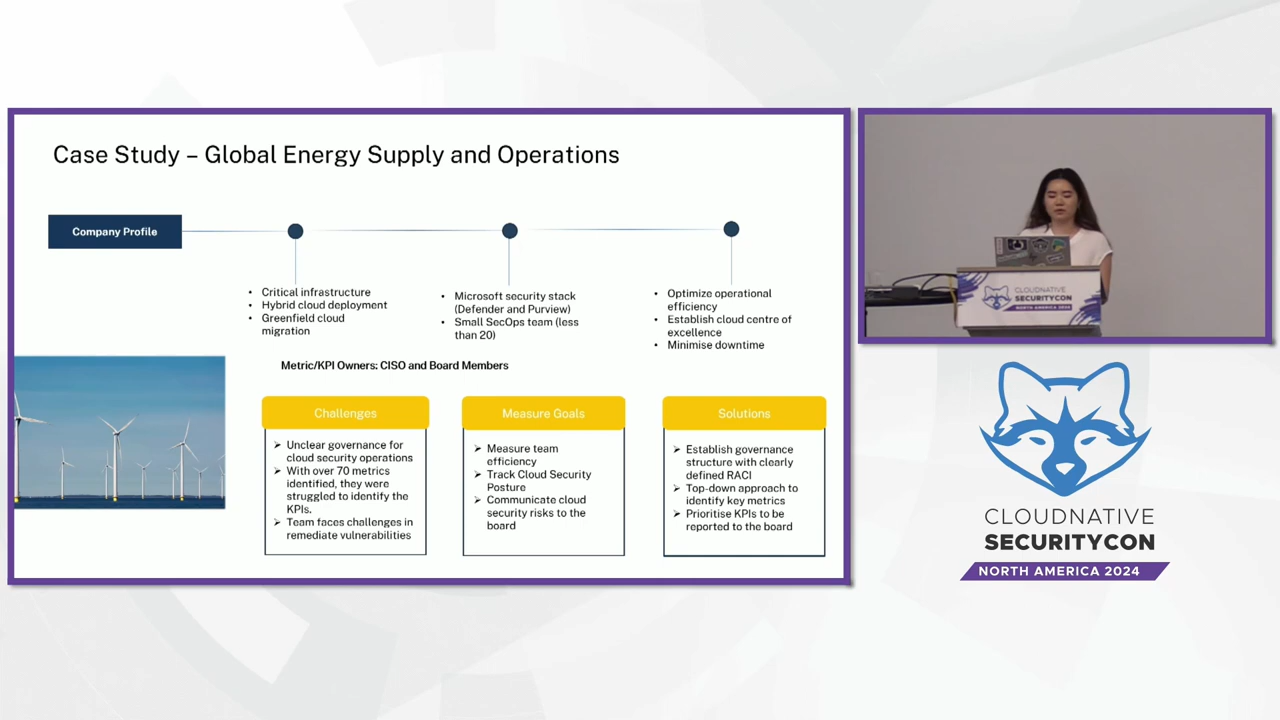 Case Study – Global Energy Supply and Operations
Company Profile
• Critical infrastructure
• Hybrid cloud deployment
• Greenfield cloud
migration
• Microsoft security stack
(Defender and Purview)
• Small SecOps team (less
than 20)
• Optimize operational
efficiency
• Establish cloud centre of
excellence
• Minimise downtime
Metric/KPI Owners: CISO and Board Members
Challenges
➢ Unclear governance for
cloud security operations
➢ With over 70 metrics
identified, they were
struggled to identify the
KPIs.
➢ Team faces challenges in
remediate vulnerabilities
Measure Goals
➢ Measure team
efficiency
➢ Track Cloud Security
Posture
➢ Communicate cloud
security risks to the
board
Solutions
➢ Establish governance
structure with clearly
defined RACI
➢ Top-down approach to
identify key metrics
➢ Prioritise KPIs to be
reported to the board
CLOUDNATIVE
SECURITYCON
NORTH AMERICA 2024
CLOUDNATIVE
SECURITYCON
NORTH AMERICA 2024